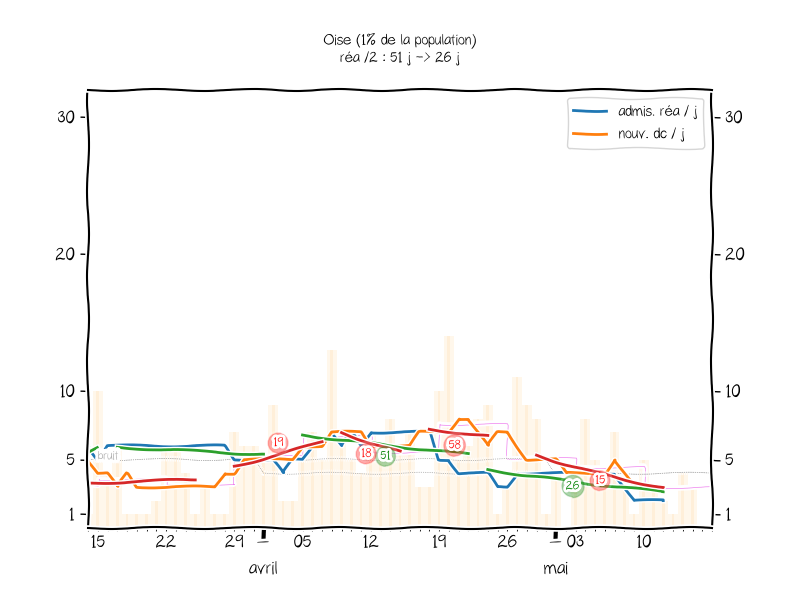 Oise (1% de la population)
réa /2 : 51 j -> 26 j
admis. réa / j
nouv. dc / j
30 30
20 20
10 10
19
58
18 51
bruit
5 5
26 15
1 1
15 22 29 05 12 19 26 03 10
avril mai